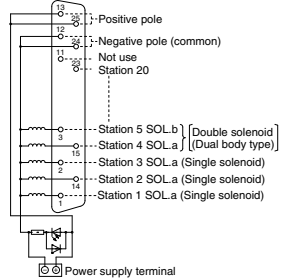 13
25
Positive pole
12
24
Negative pole (common)
11
Not use
23
Station 20
Station 5 SOL.b
3
Double solenoid
(Dual body type)
Station 4 SOL.a
15
Station 3 SOL.a (Single solenoid)
2
Station 2 SOL.a (Single solenoid)
14
Station 1 SOL.a (Single solenoid)
1
Power supply terminal